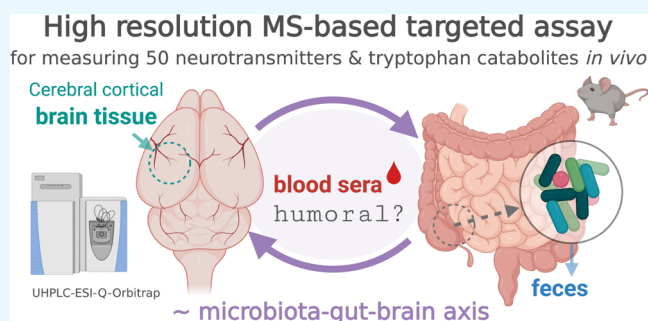 High resolution MS-based targeted assay
for measuring 50 neurotransmitters & tryptophan catabolites in vivo
Cerebral cortical
brain tissue
blood sera
humoral?
UHPLC-ESI-Q-Orbitrap
feces
~ microbiota-gut-brain axis